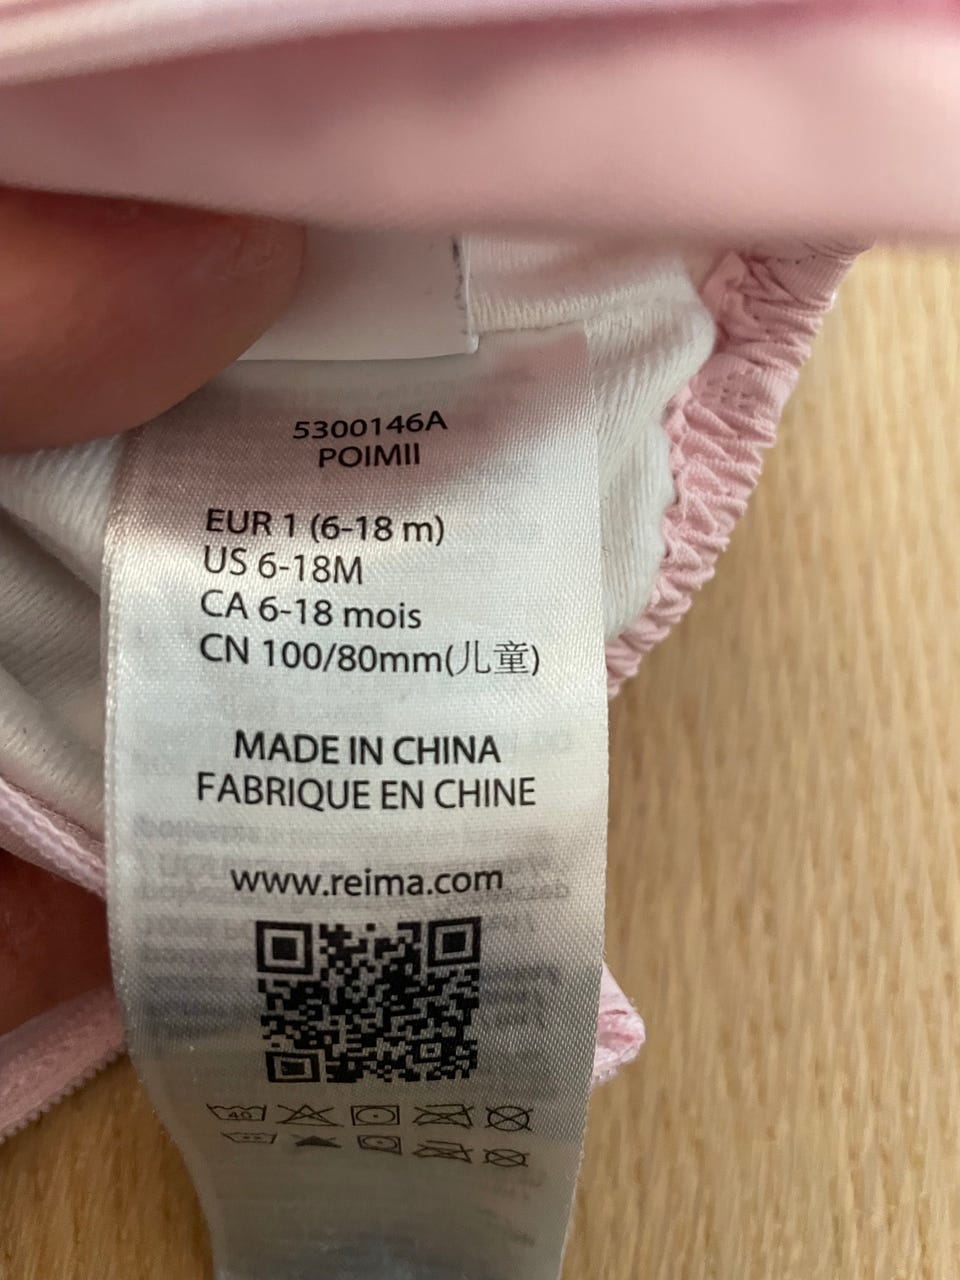 5300146A
POIMII
EUR 1 (6-18 m)
US 6-18M
CA 6-18 mois
CN 100/80mm(儿童)
MADE IN CHINA
FABRIQUE EN CHINE
www.reima.com
40